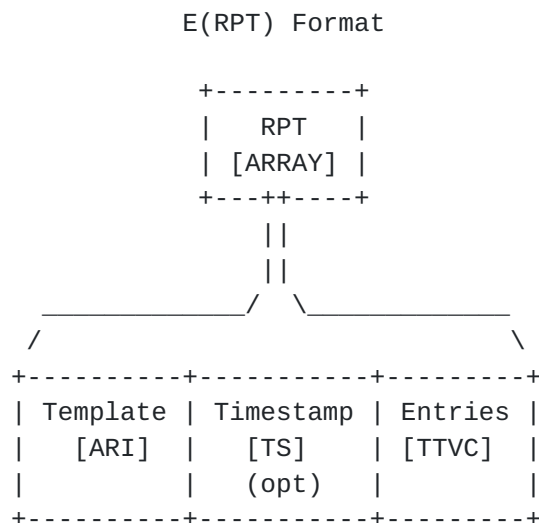 E(RPT) Format
RPT
[ARRAY]
Template | Timestamp | Entries
[ARI] | [TS] | [TTVC]
(opt)